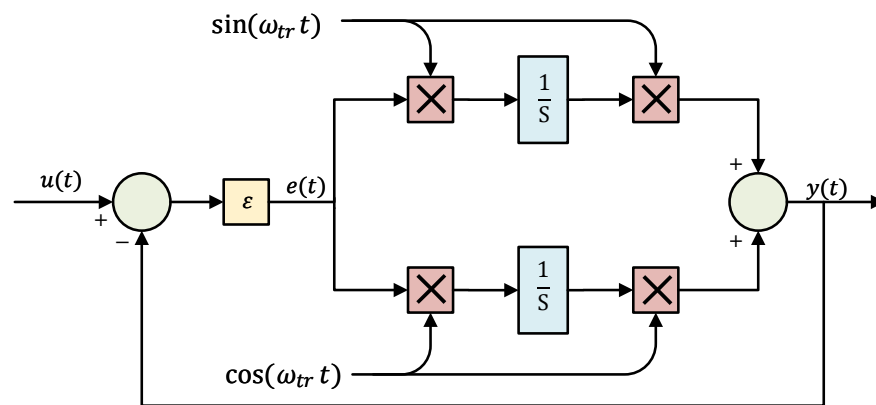 sin(ω_tr t)
1
S
+
u(t)
+
−
ε
e(t)
y(t)
+
1
S
cos(ω_tr t)